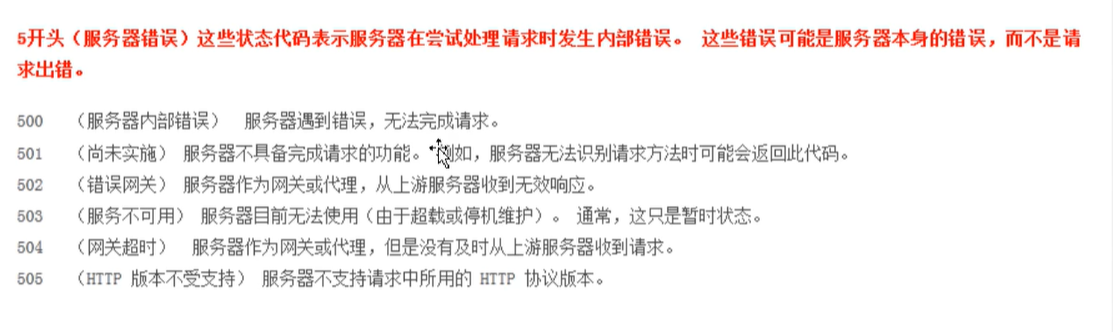 5开头（服务器错误）这些状态代码表示服务器在尝试处理请求时发生内部错误。 这些错误可能是服务器本身的错误，而不是请
求出错。
500 （服务器内部错误） 服务器遇到错误，无法完成请求。
501 （尚未实施） 服务器不具备完成请求的功能。 例如，服务器无法识别请求方法时可能会返回此代码。
502 （错误网关） 服务器作为网关或代理，从上游服务器收到无效响应。
503 （服务不可用） 服务器目前无法使用（由于超载或停机维护）。 通常，这只是暂时状态。
504 （网关超时） 服务器作为网关或代理，但是没有及时从上游服务器收到请求。
505 （HTTP 版本不受支持） 服务器不支持请求中所用的 HTTP 协议版本。